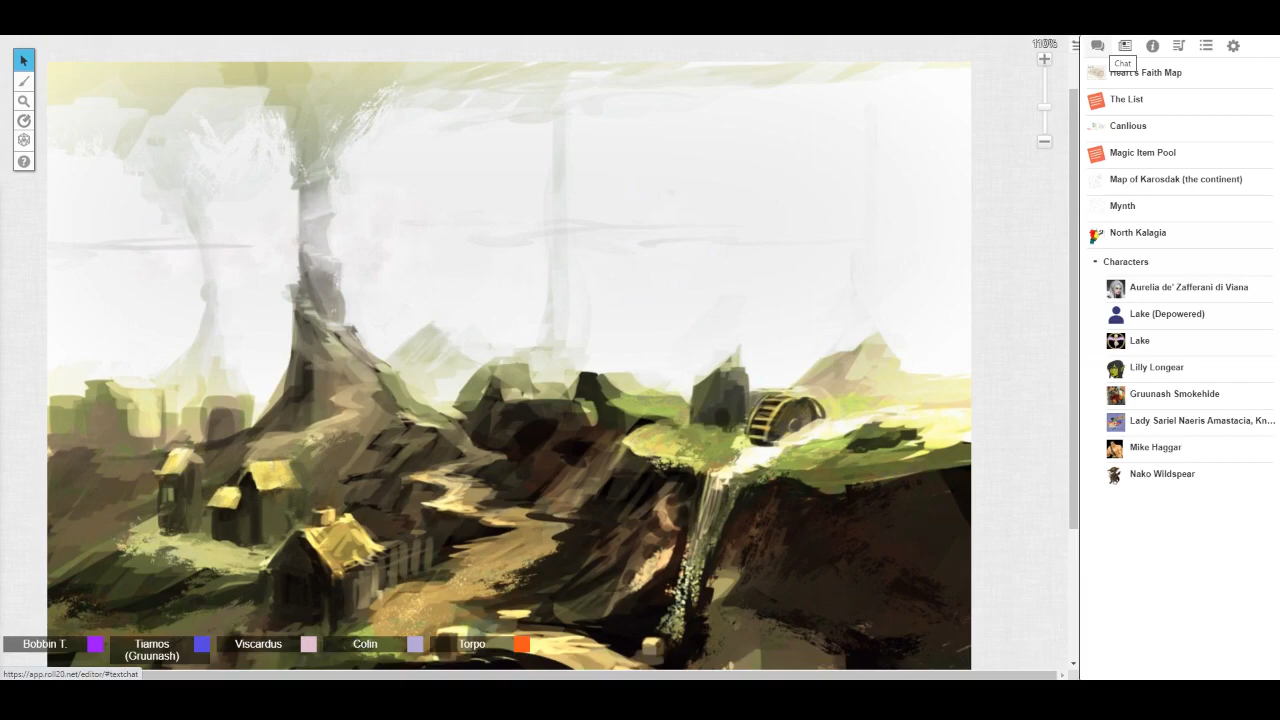 110%
Chat
Heart's Faith Map
The List
Canlious
Magic Item Pool
Map of Karosdak (the continent)
Mynth
North Kalagia
Characters
Aurelia de' Zafferani di Viana
Lake (Depowered)
Lake
Lilly Longear
Gruunash Smokehide
Lady Sariel Naeris Amastacia, Kn...
Mike Haggar
Nako Wildspear
Bobbin T.
Tiamos
(Gruunash)
Viscardus
Colin
Torpo
https://app.roll20.net/editor/#textchat